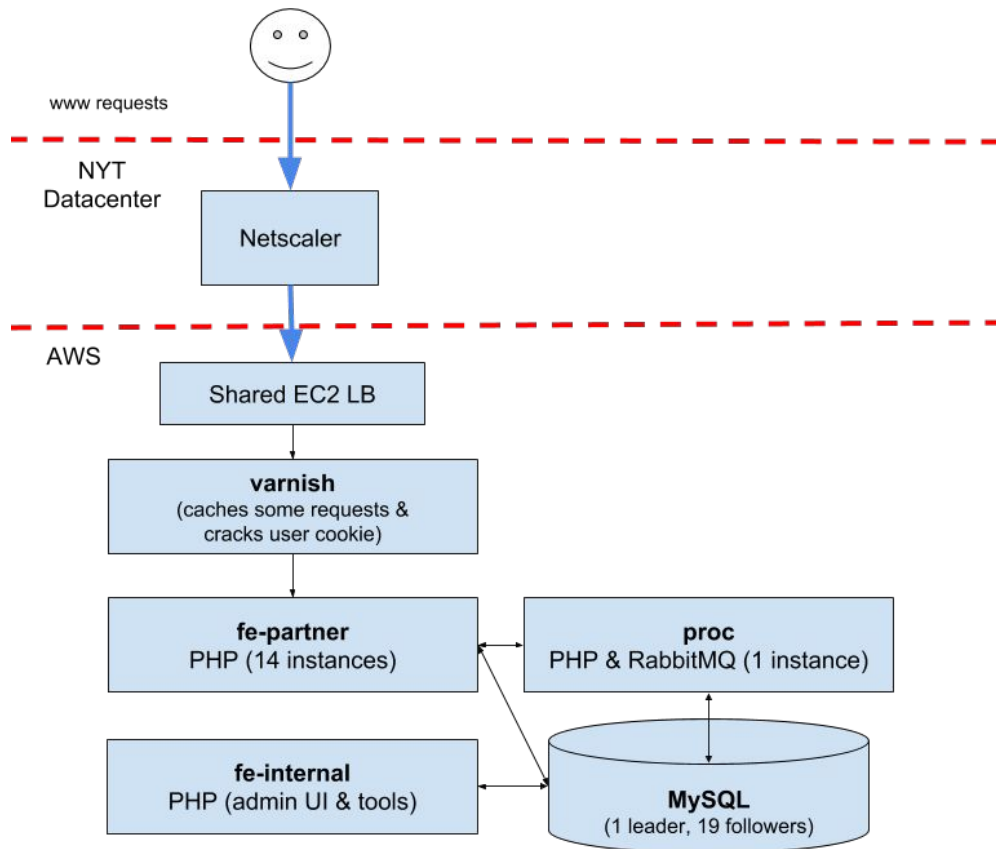 www requests
NYT
Datacenter
Netscaler
AWS
Shared EC2 LB
varnish
(caches some requests &
cracks user cookie)
fe-partner
PHP (14 instances)
proc
PHP & RabbitMQ (1 instance)
fe-internal
PHP (admin UI & tools)
MySQL
(1 leader, 19 followers)